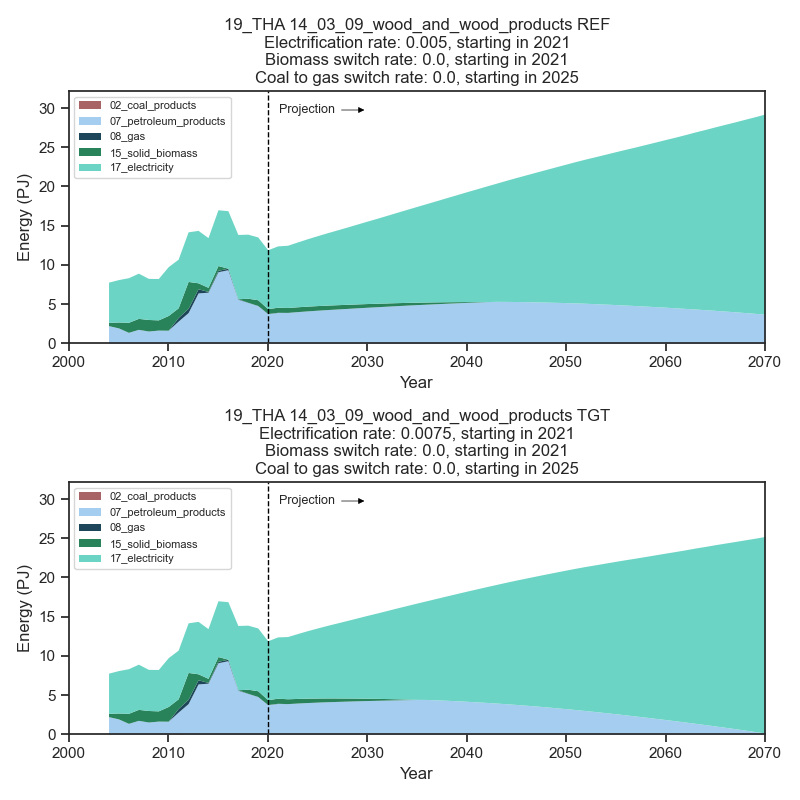 19_THA 14_03_09_wood_and_wood_products REF
Electrification rate: 0.005, starting in 2021
Biomass switch rate: 0.0, starting in 2021
Coal to gas switch rate: 0.0, starting in 2025
30
25
20
15
10
5
0
Energy (PJ)
02_coal_products
07_petroleum_products
08_gas
15_solid_biomass
17_electricity
Projection
2000 2010 2020 2030 2040 2050 2060 2070
Year
19_THA 14_03_09_wood_and_wood_products TGT
Electrification rate: 0.0075, starting in 2021
Biomass switch rate: 0.0, starting in 2021
Coal to gas switch rate: 0.0, starting in 2025
30
25
20
15
10
5
0
Energy (PJ)
02_coal_products
07_petroleum_products
08_gas
15_solid_biomass
17_electricity
Projection
2000 2010 2020 2030 2040 2050 2060 2070
Year